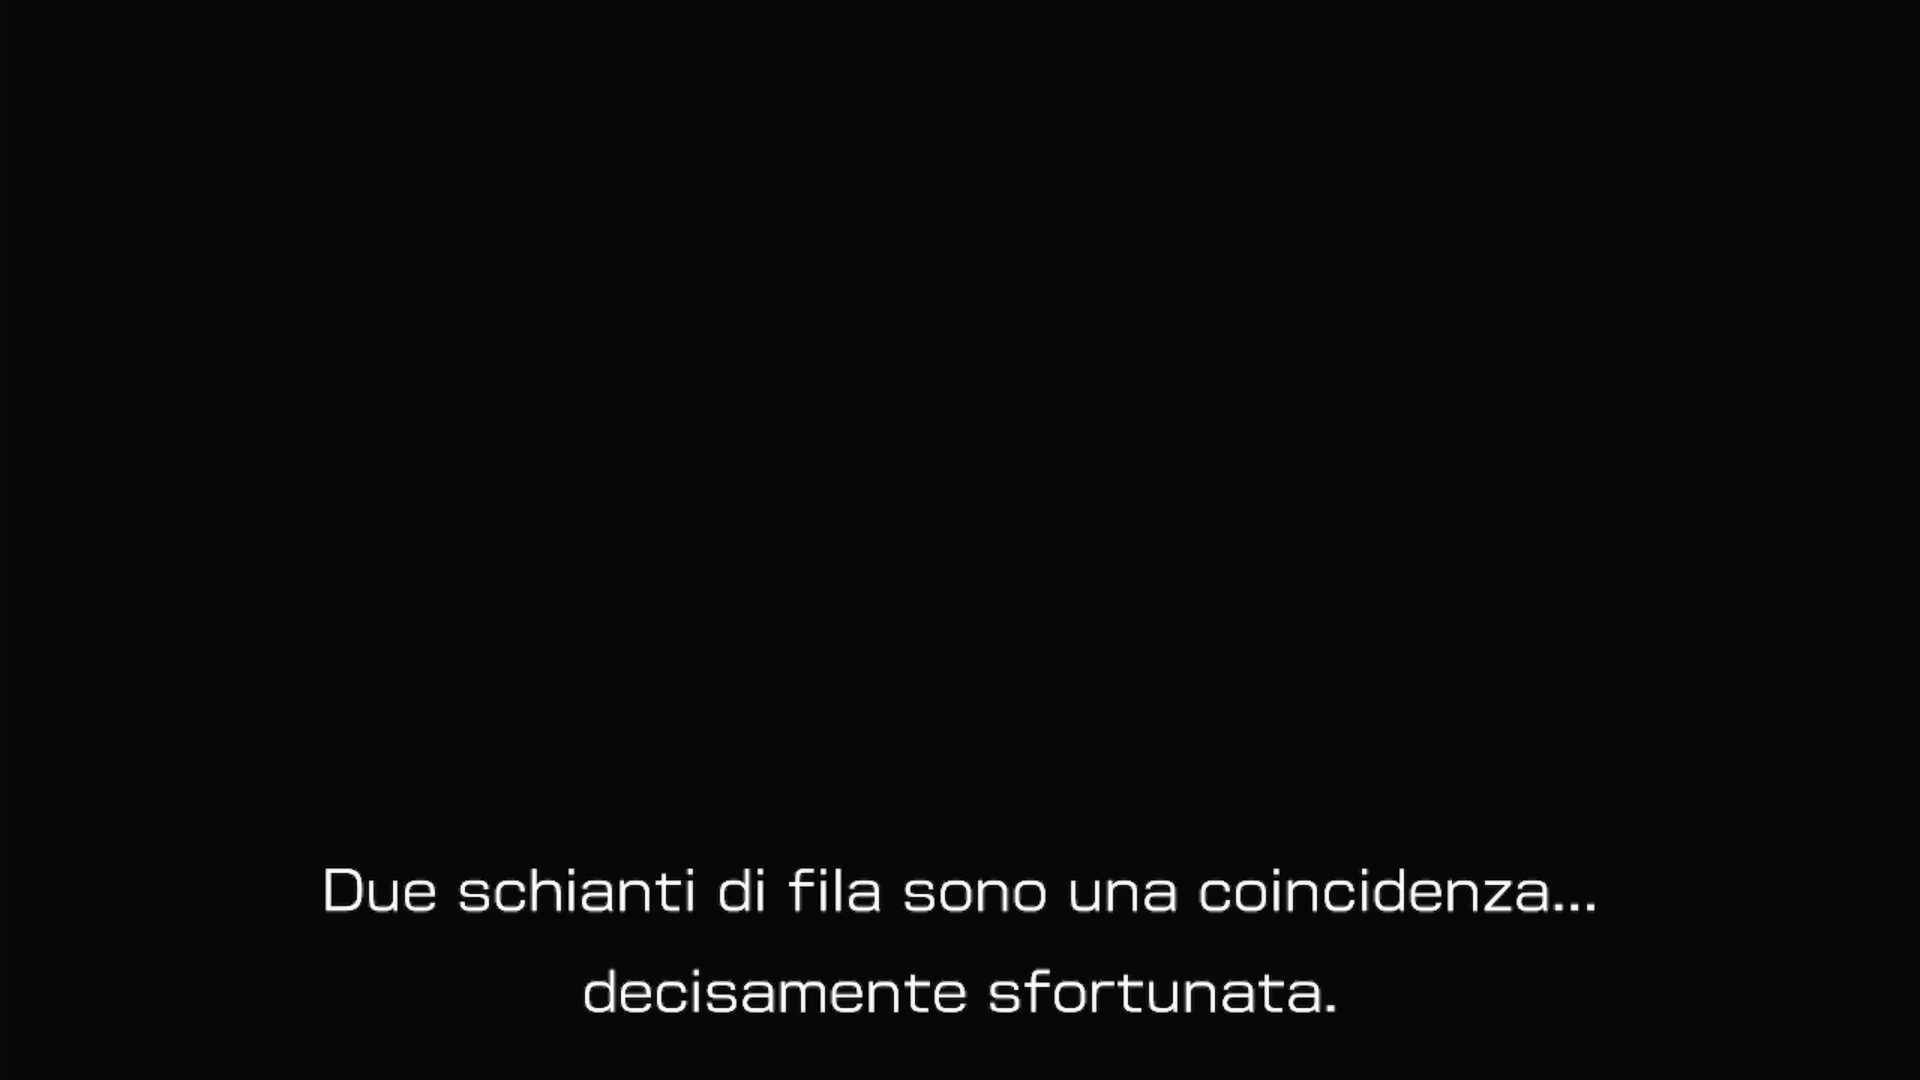 Due schianti di fila sono una coincidenza...
decisamente sfortunata.